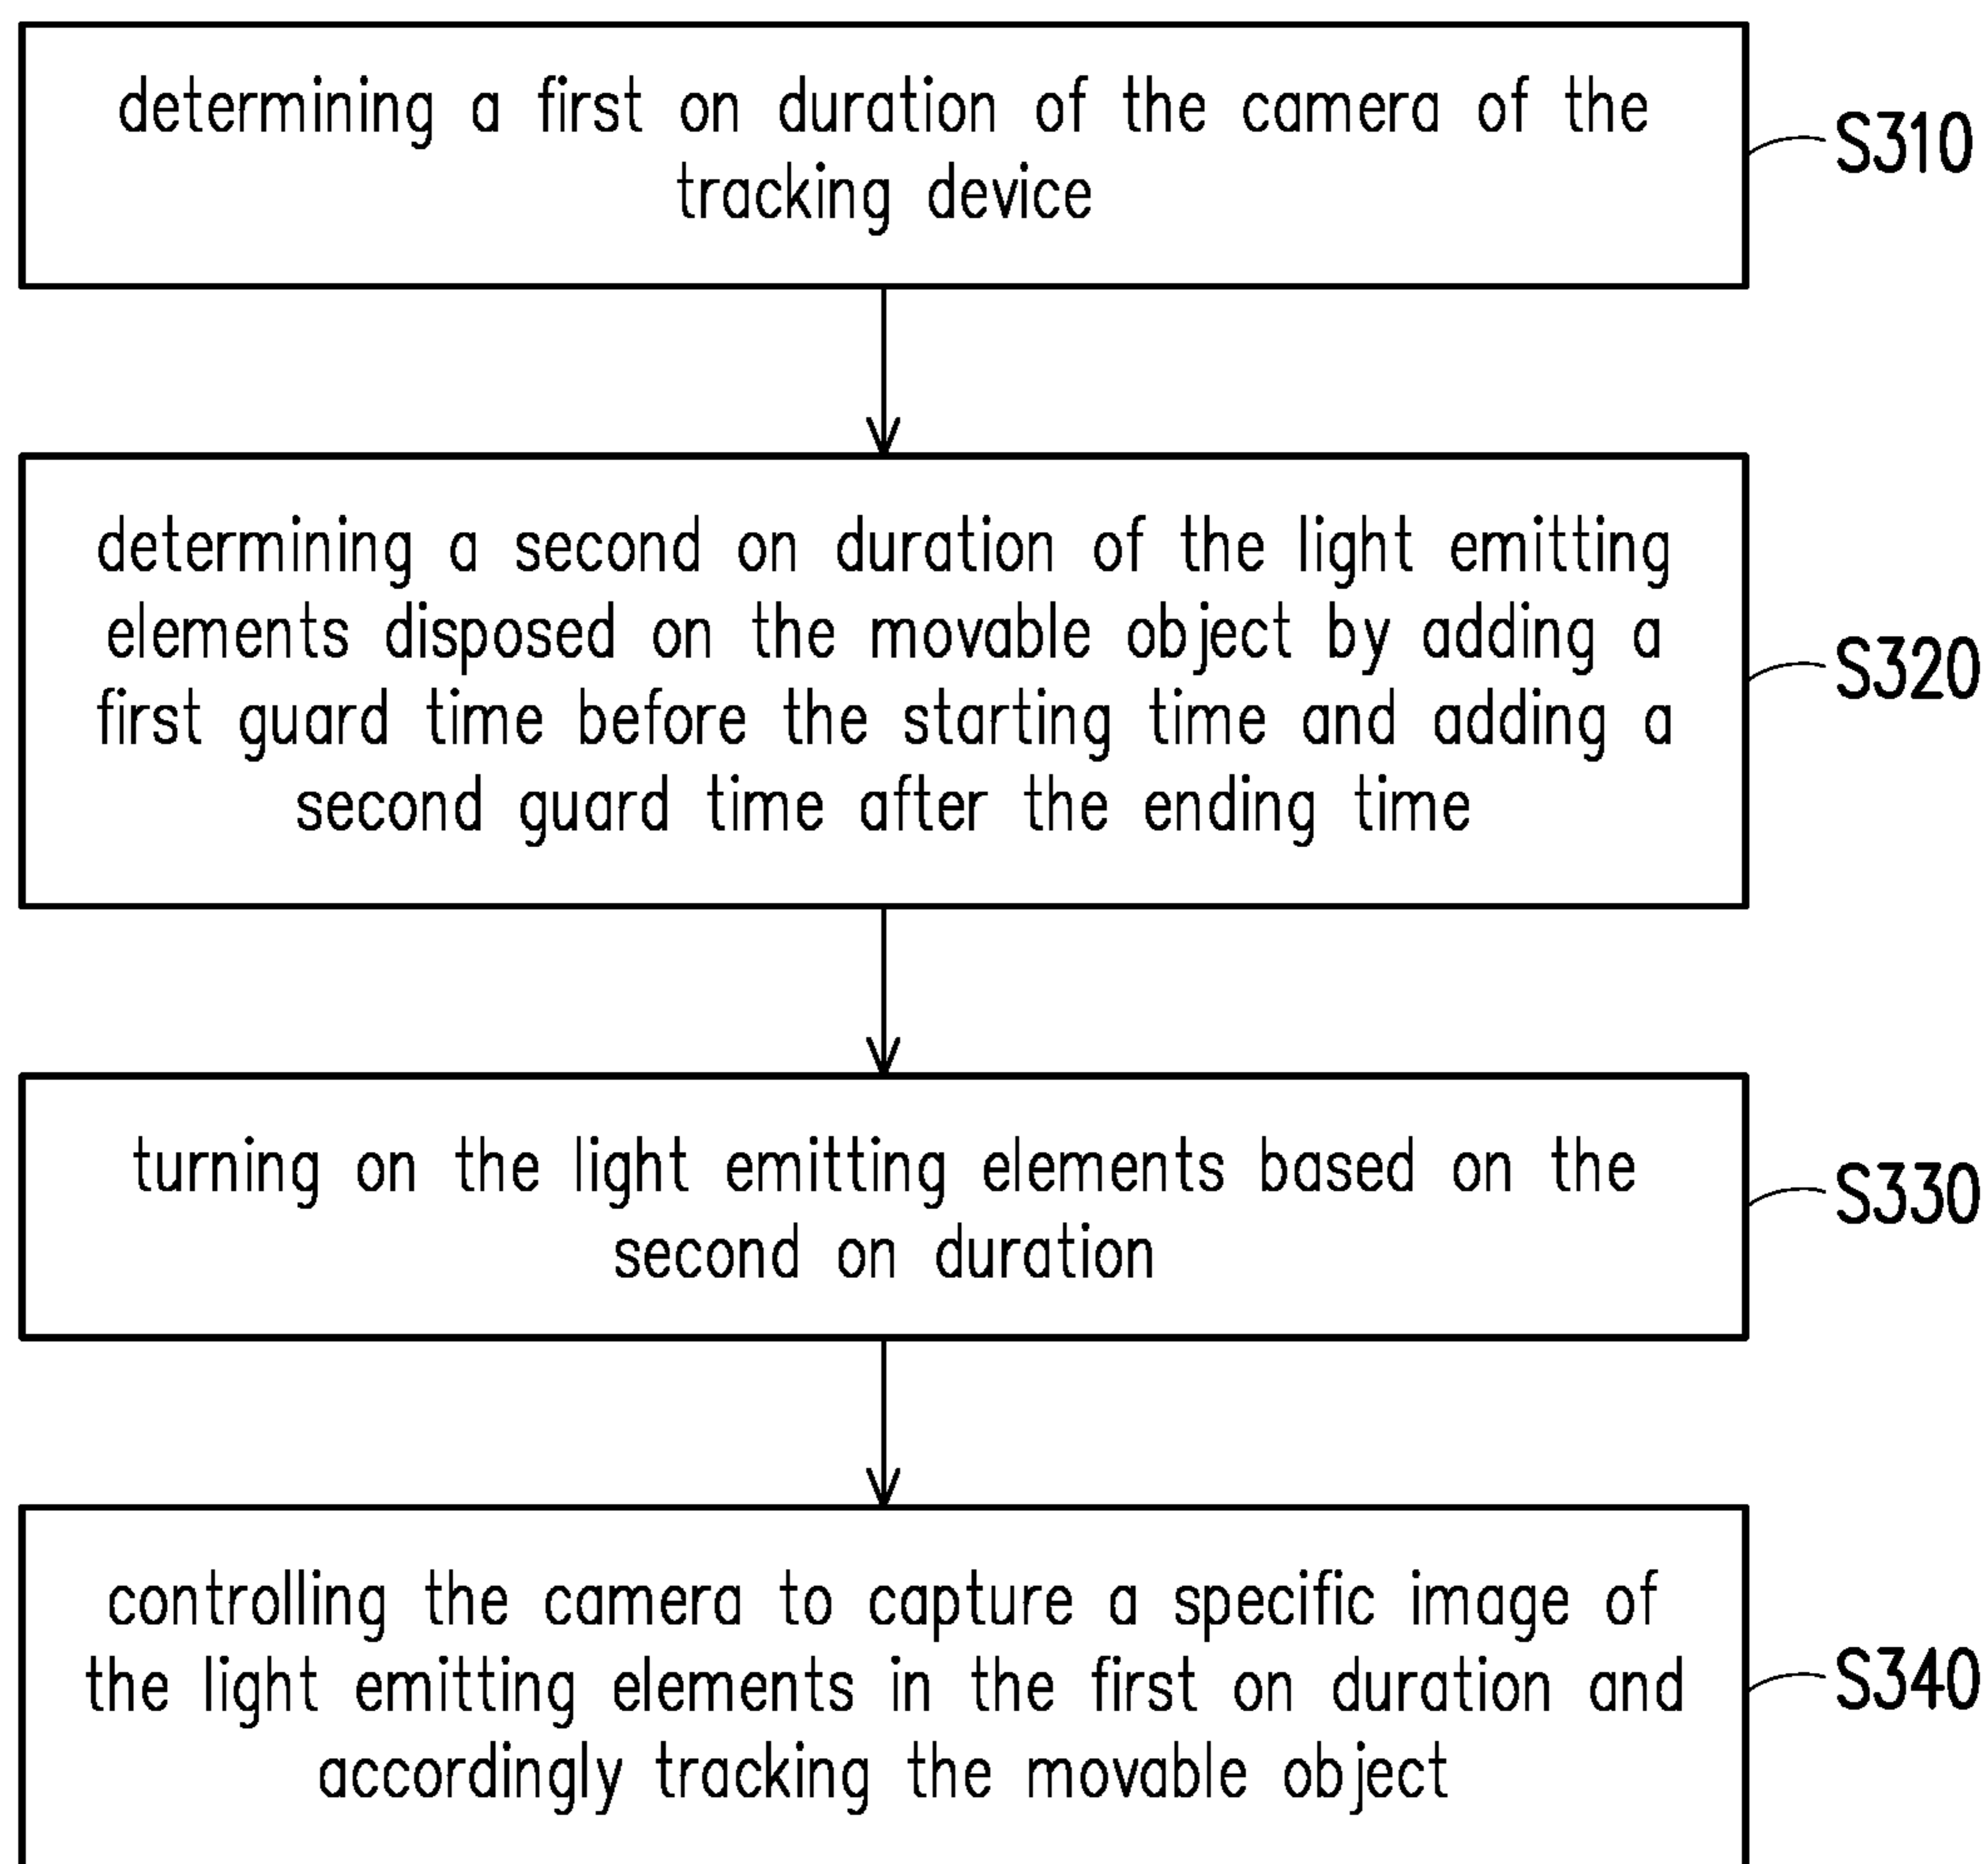 determining a first on duration of the camera of the
tracking device
S310
determining a second on duration of the light emitting
elements disposed on the movable object by adding a
first guard time before the starting time and adding a
second guard time after the ending time
S320
turning on the light emitting elements based on the
second on duration
S330
controlling the camera to capture a specific image of
the light emitting elements in the first on duration and
accordingly tracking the movable object
S340